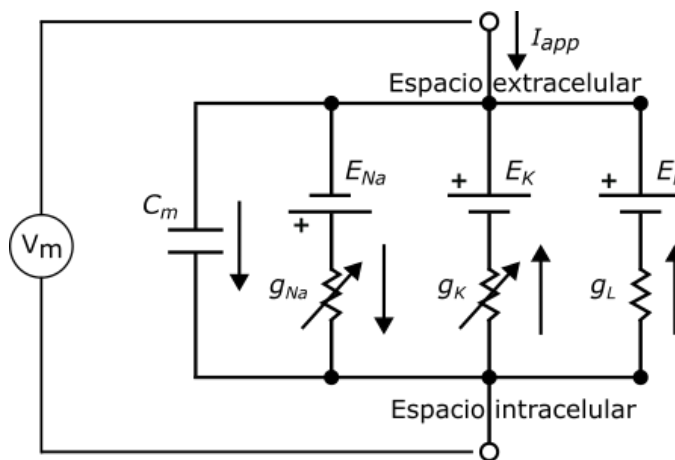 I_app
Espacio extracelular
E_Na
+ E_K
+
C_m
+
V_m
g_Na
g_K
g_L
Espacio intracelular